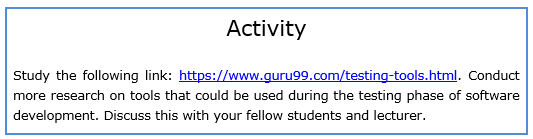 Activity
Study the following link: https://www.guru99.com/testing-tools.html. Conduct
more research on tools that could be used during the testing phase of software
development. Discuss this with your fellow students and lecturer.